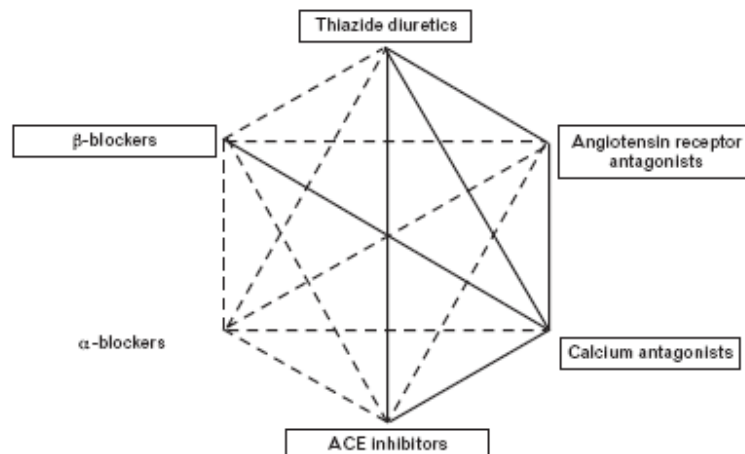 Thiazide diuretics
β-blockers
Angiotensin receptor
antagonists
α-blockers
Calcium antagonists
ACE inhibitors